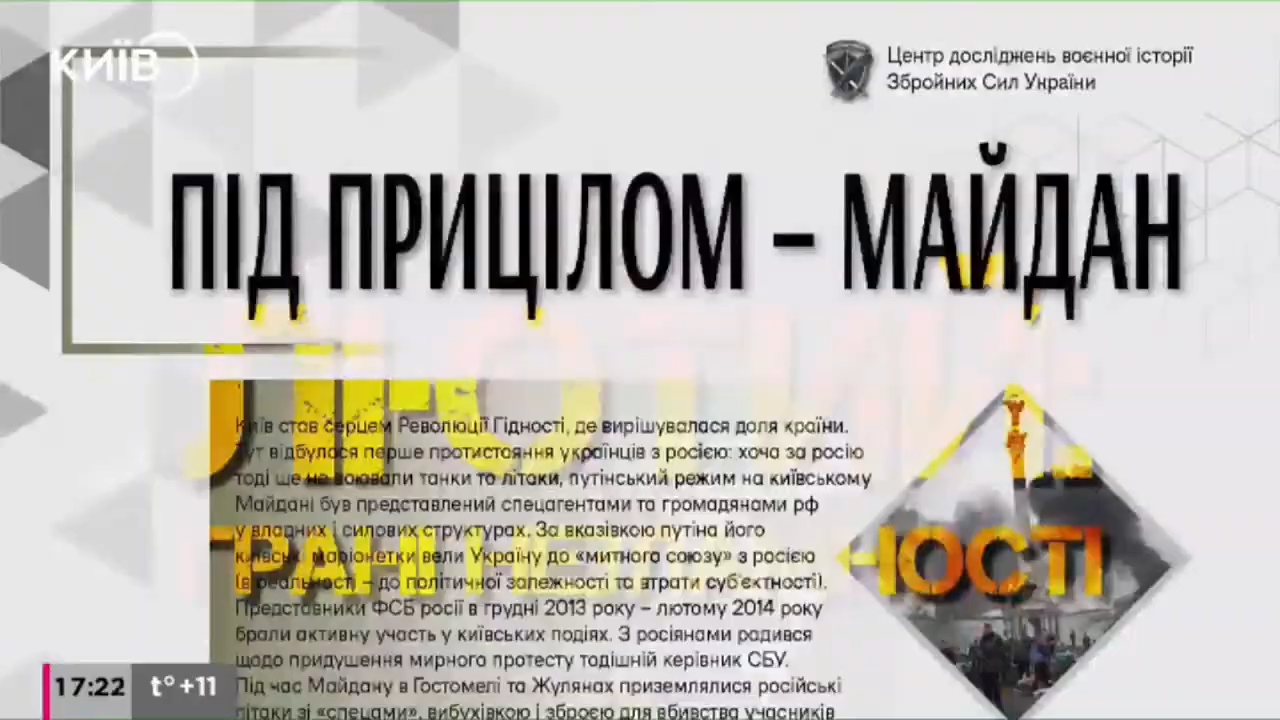 КИЇВ
Центр досліджень воєнної історії
Збройних Сил України
ПІД ПРИЦІЛОМ – МАЙДАН
Київ став серцем Революції Гідності, де вирішувалася доля країни.
Тут відбулося перше протистояння українців з росією: хоча за росію
тоді ще не воювали танки то літаки, путінський режим на київському
Майдані був представлений спецагентами та громадянами рф
у владних і силових структурах. За вказівкою путіна його
київські маріонетки вели Україну до «митного союзу» з росією
(в реальності – до політичної залежності та втрати суб'єктності).
Представники ФСБ росії в грудні 2013 року – лютому 2014 року
брали активну участь у київських подіях. З росіянами радився
щодо придушення мирного протесту тодішній керівник СБУ.
Під час Майдану в Гостомелі та Жулянах приземлялися російські
літаки зі «спецами», вибухівкою і зброєю для вбивства учасників
НОСТІ
17:22 t° +11